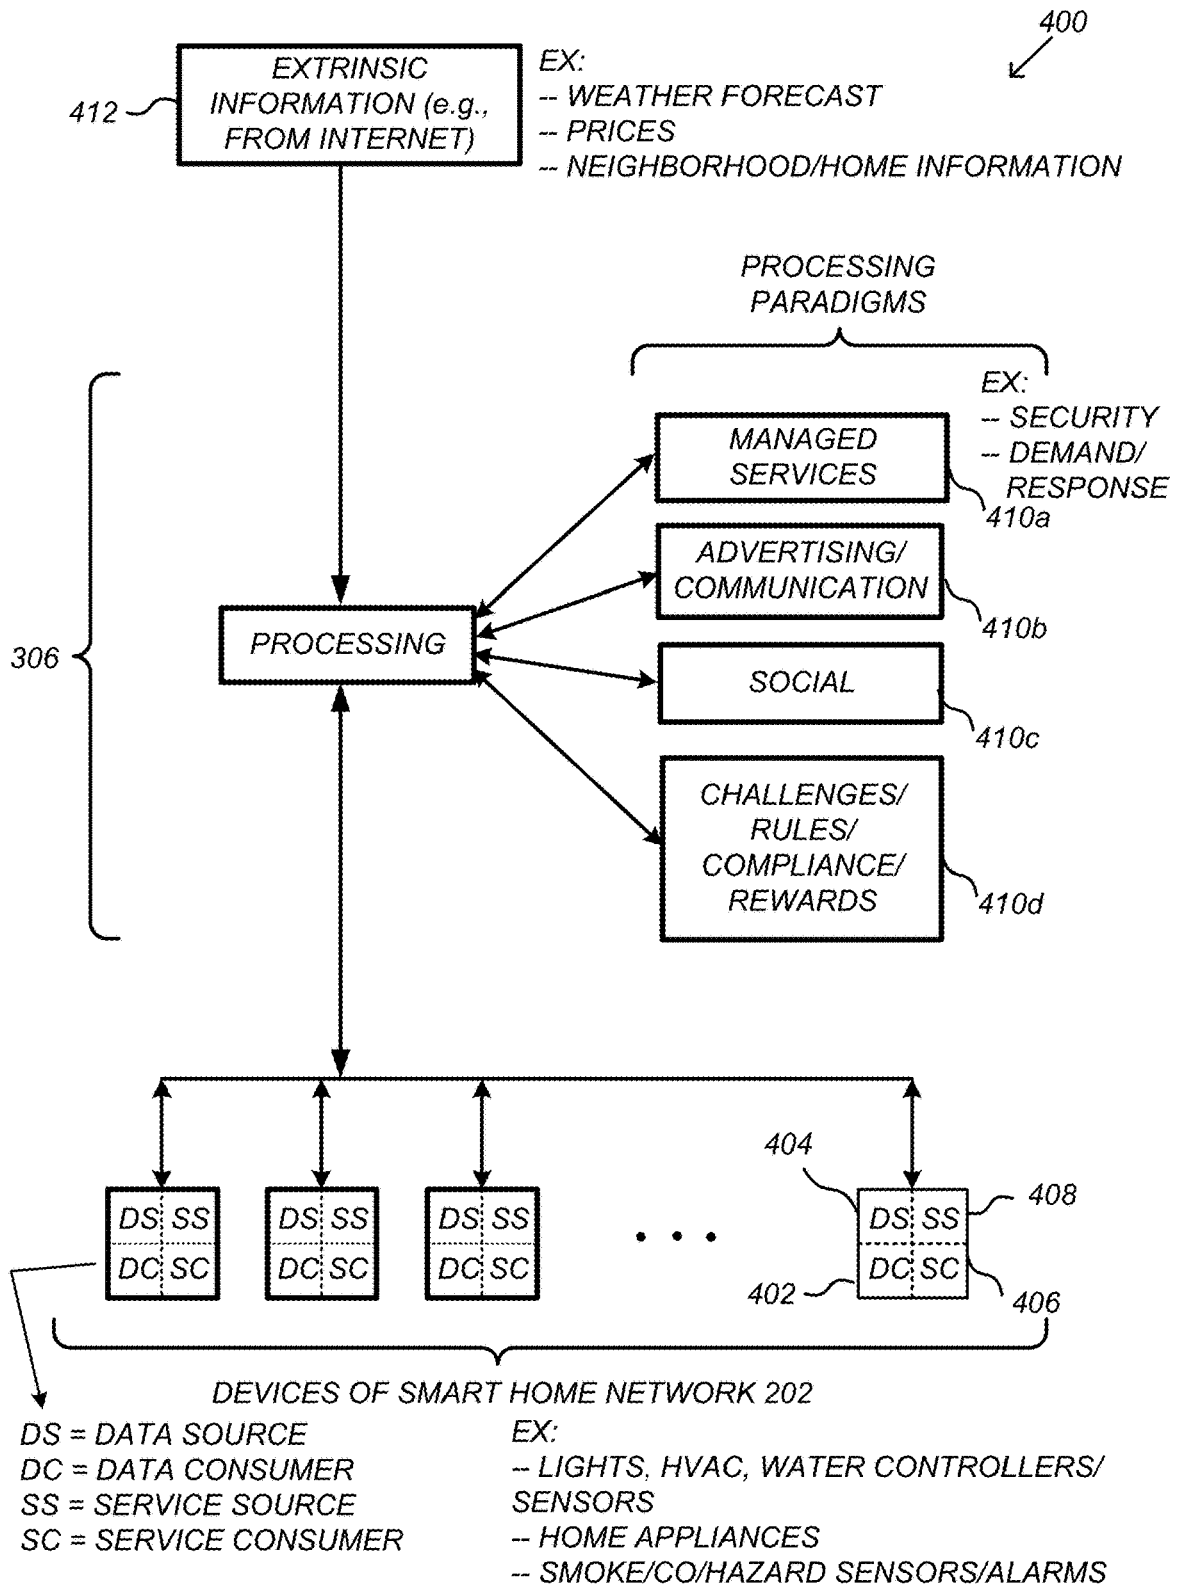 400
EXTRINSIC
INFORMATION (e.g.,
FROM INTERNET)
412
EX:
-- WEATHER FORECAST
-- PRICES
-- NEIGHBORHOOD/HOME INFORMATION
PROCESSING
PARADIGMS
EX:
-- SECURITY
-- DEMAND/
RESPONSE
MANAGED
SERVICES
410a
ADVERTISING/
COMMUNICATION
410b
PROCESSING
306
SOCIAL
410c
CHALLENGES/
RULES/
COMPLIANCE/
REWARDS
410d
404
408
DS SS
DC SC
DS SS
DC SC
DS SS
DC SC
• • •
DS SS
DC SC
402
406
DEVICES OF SMART HOME NETWORK 202
DS = DATA SOURCE
DC = DATA CONSUMER
SS = SERVICE SOURCE
SC = SERVICE CONSUMER
EX:
-- LIGHTS, HVAC, WATER CONTROLLERS/
SENSORS
-- HOME APPLIANCES
-- SMOKE/CO/HAZARD SENSORS/ALARMS